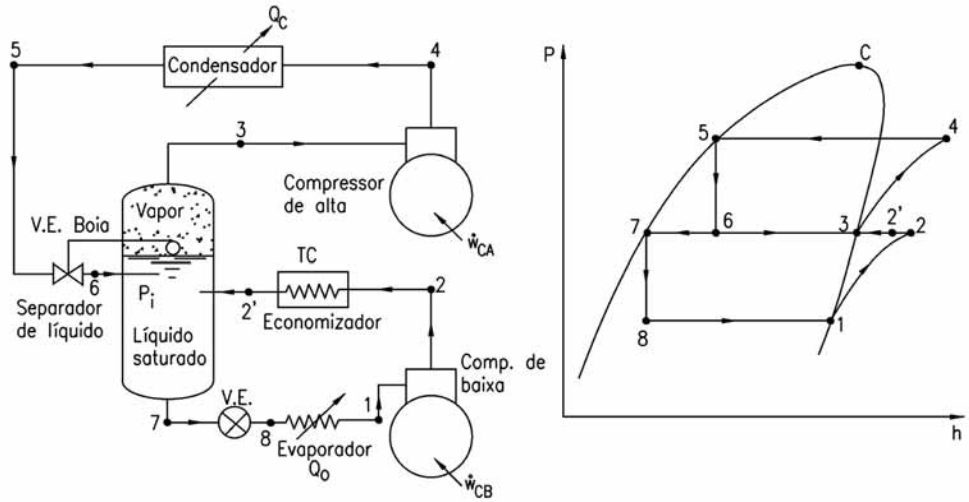 Q_C
5
Condensador
4
3
Compressor
de alta
Ẇ_CA
V.E. Boia
Vapor
6
P_i
Separador
de líquido
TC
2'
Economizador
2
Líquido
saturado
Comp. de
baixa
7
V.E.
8
Evaporador
Q_o
1
Ẇ_CB
P
C
5
4
7
6
3
2'
2
8
1
h